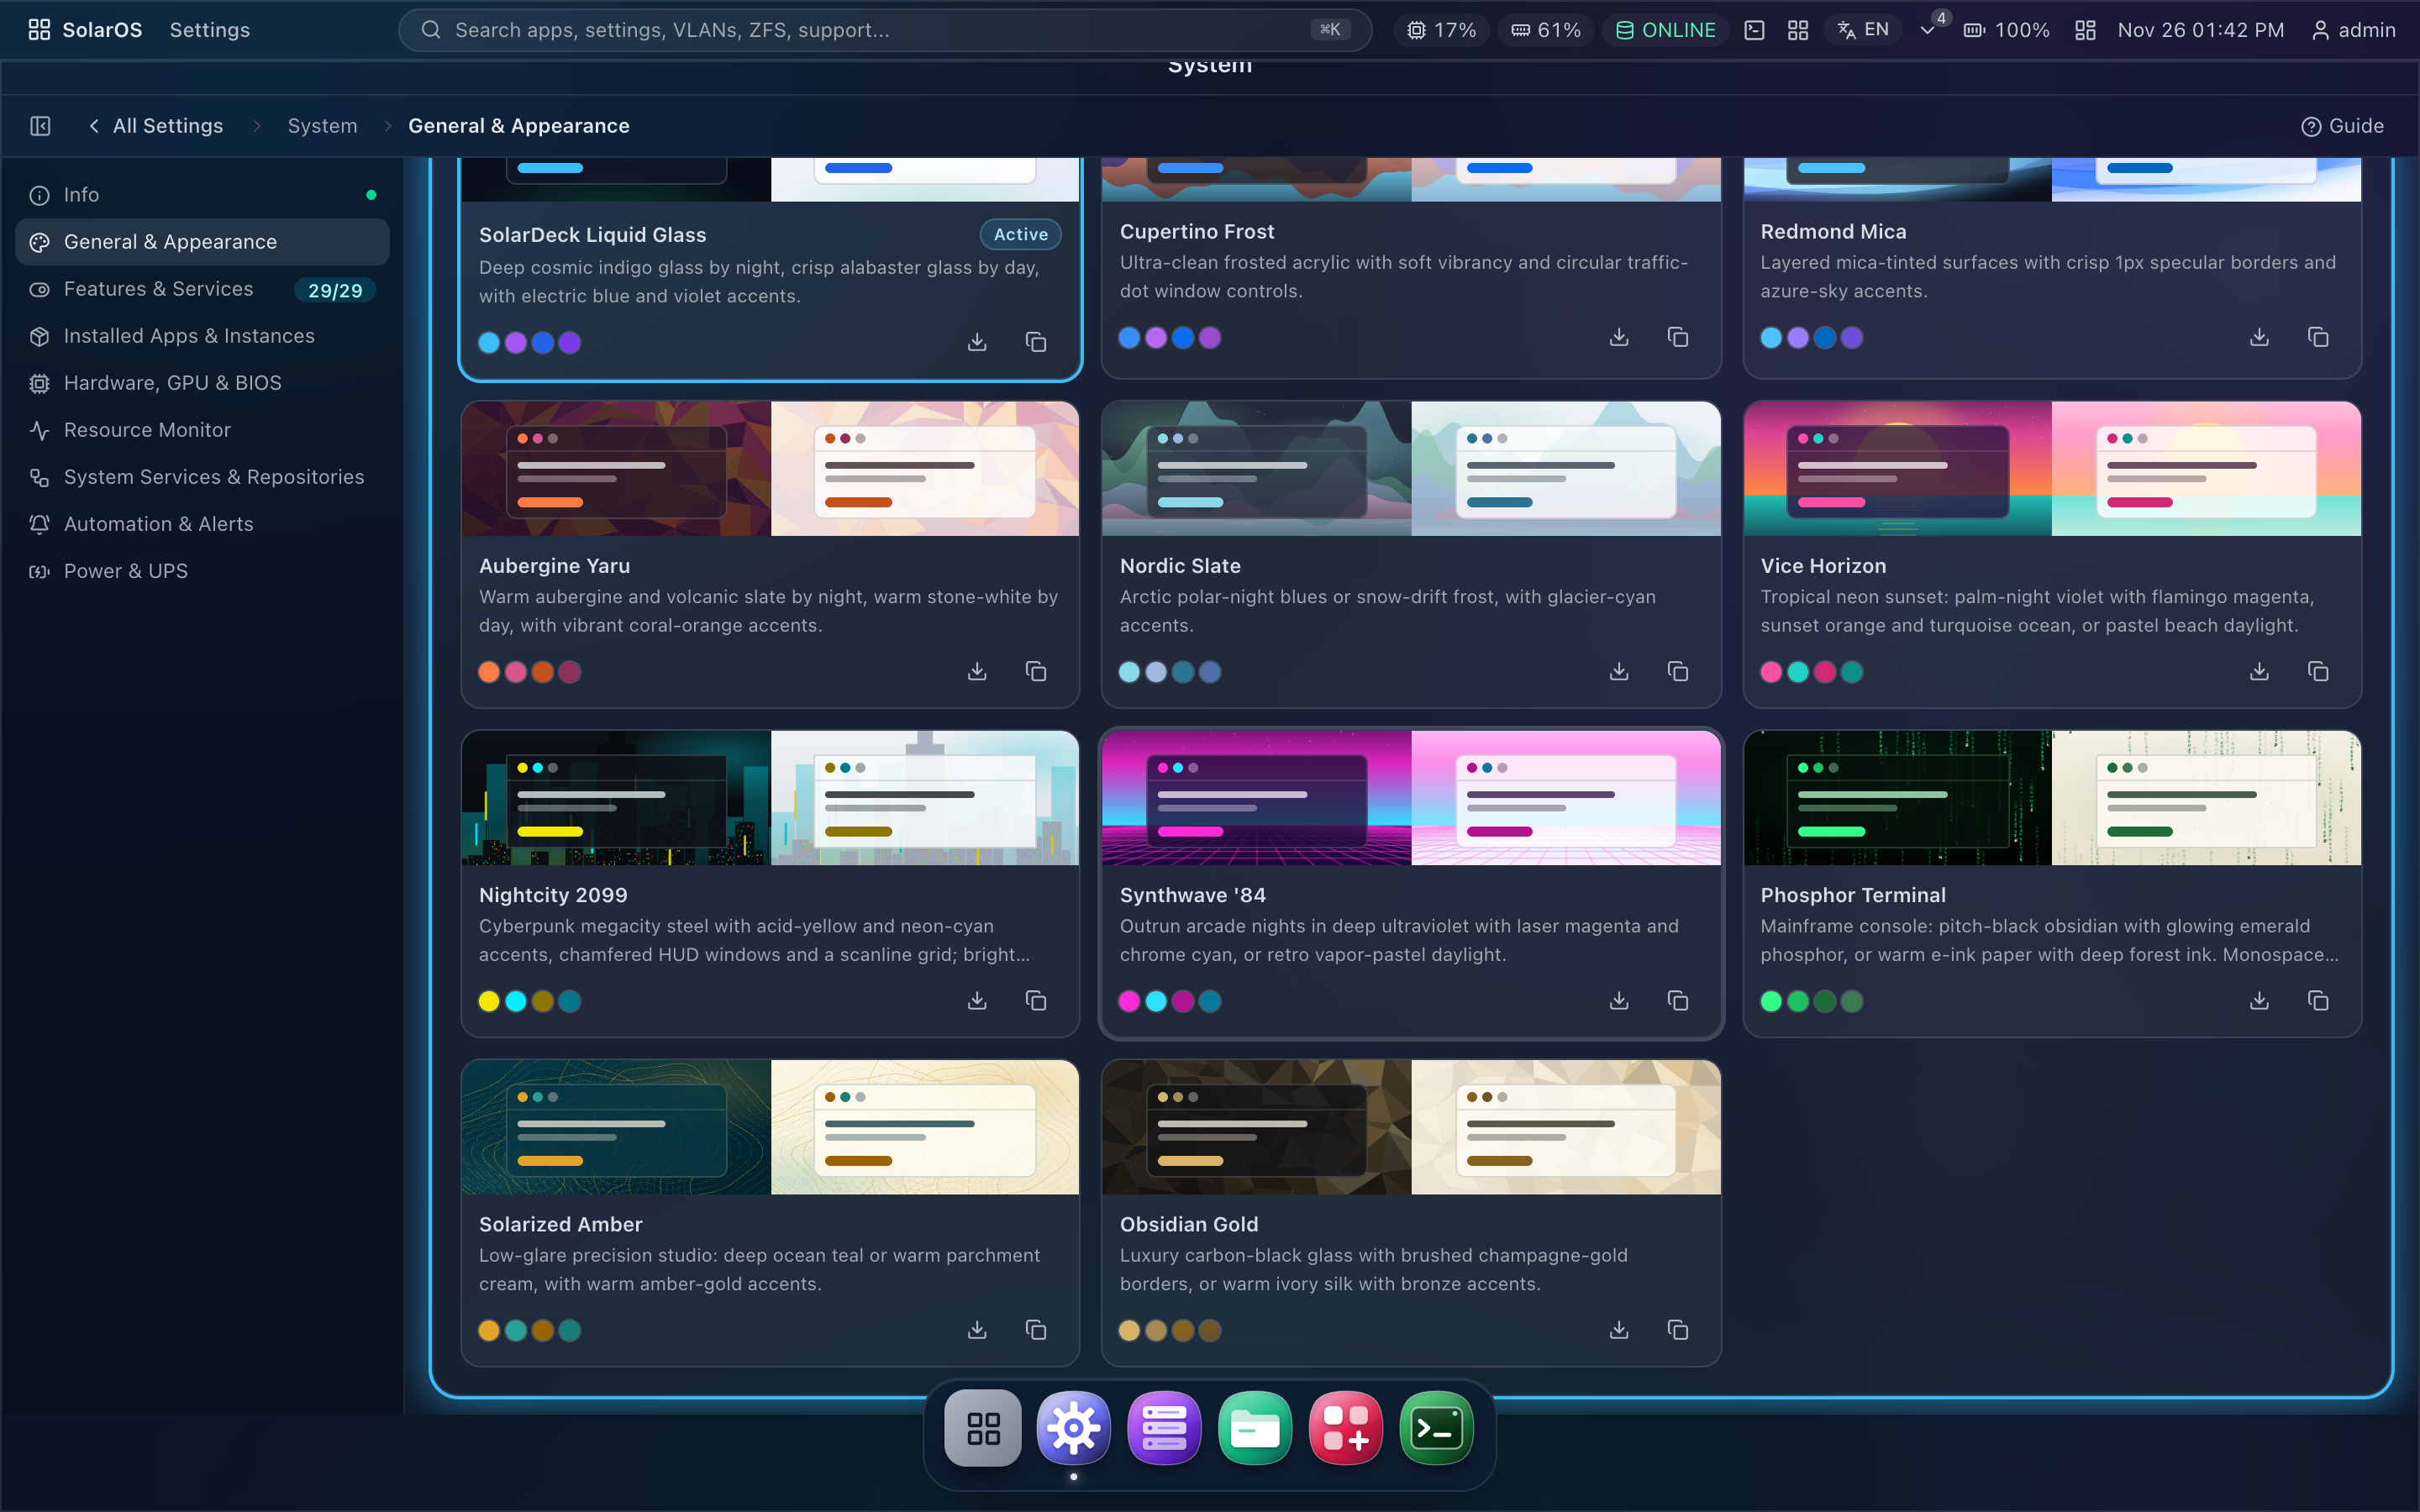 SolarOS Settings Search apps, settings, VLANs, ZFS, support... ⌘K 17% 61% ONLINE EN 4 100% Nov 26 01:42 PM admin
System
All Settings System General & Appearance Guide
Info
General & Appearance
Features & Services 29/29
Installed Apps & Instances
Hardware, GPU & BIOS
Resource Monitor
System Services & Repositories
Automation & Alerts
Power & UPS
SolarDeck Liquid Glass Active
Deep cosmic indigo glass by night, crisp alabaster glass by day,
with electric blue and violet accents.
Cupertino Frost
Ultra-clean frosted acrylic with soft vibrancy and circular traffic-
dot window controls.
Redmond Mica
Layered mica-tinted surfaces with crisp 1px specular borders and
azure-sky accents.
Aubergine Yaru
Warm aubergine and volcanic slate by night, warm stone-white by
day, with vibrant coral-orange accents.
Nordic Slate
Arctic polar-night blues or snow-drift frost, with glacier-cyan
accents.
Vice Horizon
Tropical neon sunset: palm-night violet with flamingo magenta,
sunset orange and turquoise ocean, or pastel beach daylight.
Nightcity 2099
Cyberpunk megacity steel with acid-yellow and neon-cyan
accents, chamfered HUD windows and a scanline grid; bright...
Synthwave '84
Outrun arcade nights in deep ultraviolet with laser magenta and
chrome cyan, or retro vapor-pastel daylight.
Phosphor Terminal
Mainframe console: pitch-black obsidian with glowing emerald
phosphor, or warm e-ink paper with deep forest ink. Monospace...
Solarized Amber
Low-glare precision studio: deep ocean teal or warm parchment
cream, with warm amber-gold accents.
Obsidian Gold
Luxury carbon-black glass with brushed champagne-gold
borders, or warm ivory silk with bronze accents.